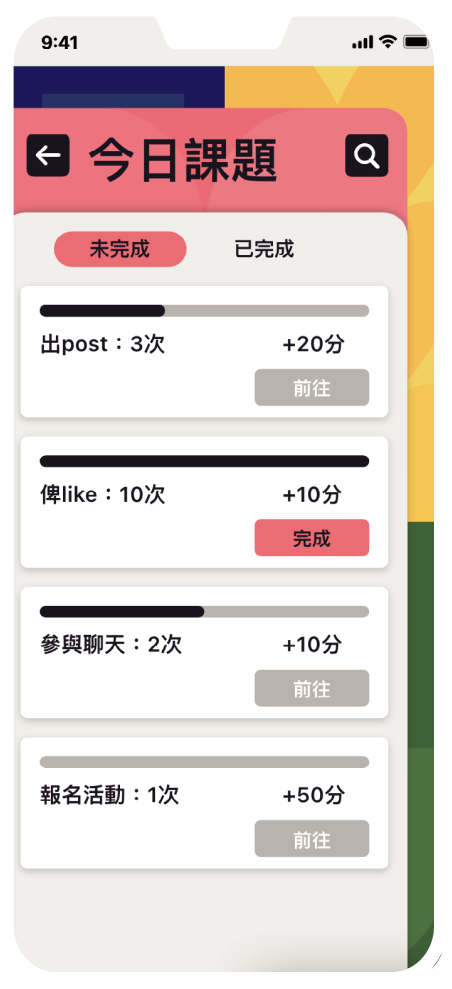 9:41
今日課題
未完成 已完成
出post：3次 +20分
前往
俾like：10次 +10分
完成
參與聊天：2次 +10分
前往
報名活動：1次 +50分
前往